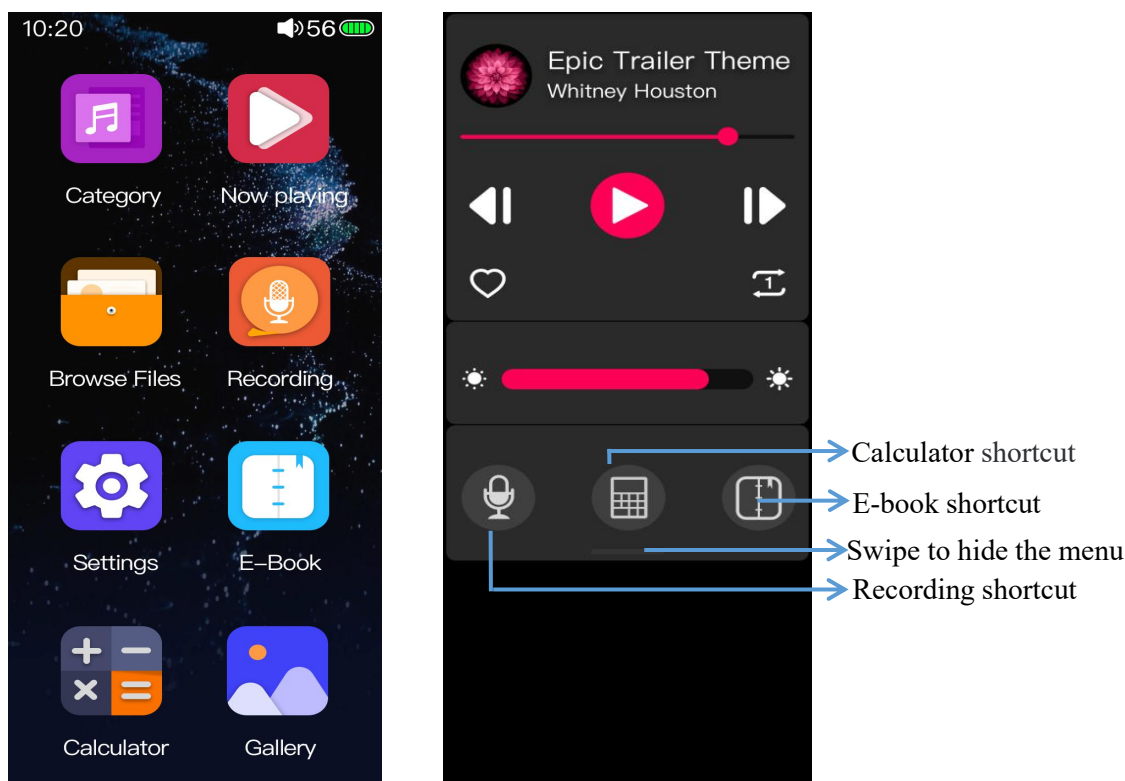 10:20 56
Category Now playing
Browse Files Recording
Settings E-Book
Calculator Gallery
Epic Trailer Theme
Whitney Houston
1
Calculator shortcut
E-book shortcut
Swipe to hide the menu
Recording shortcut